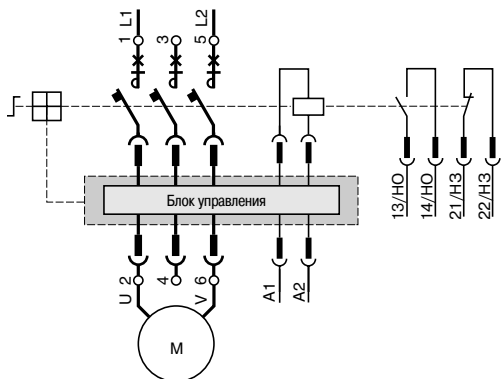 1 L1
3
5 L2
13/НО
14/НО
21/НЗ
22/НЗ
Блок управления
U 2
4
V 6
A1
A2
M